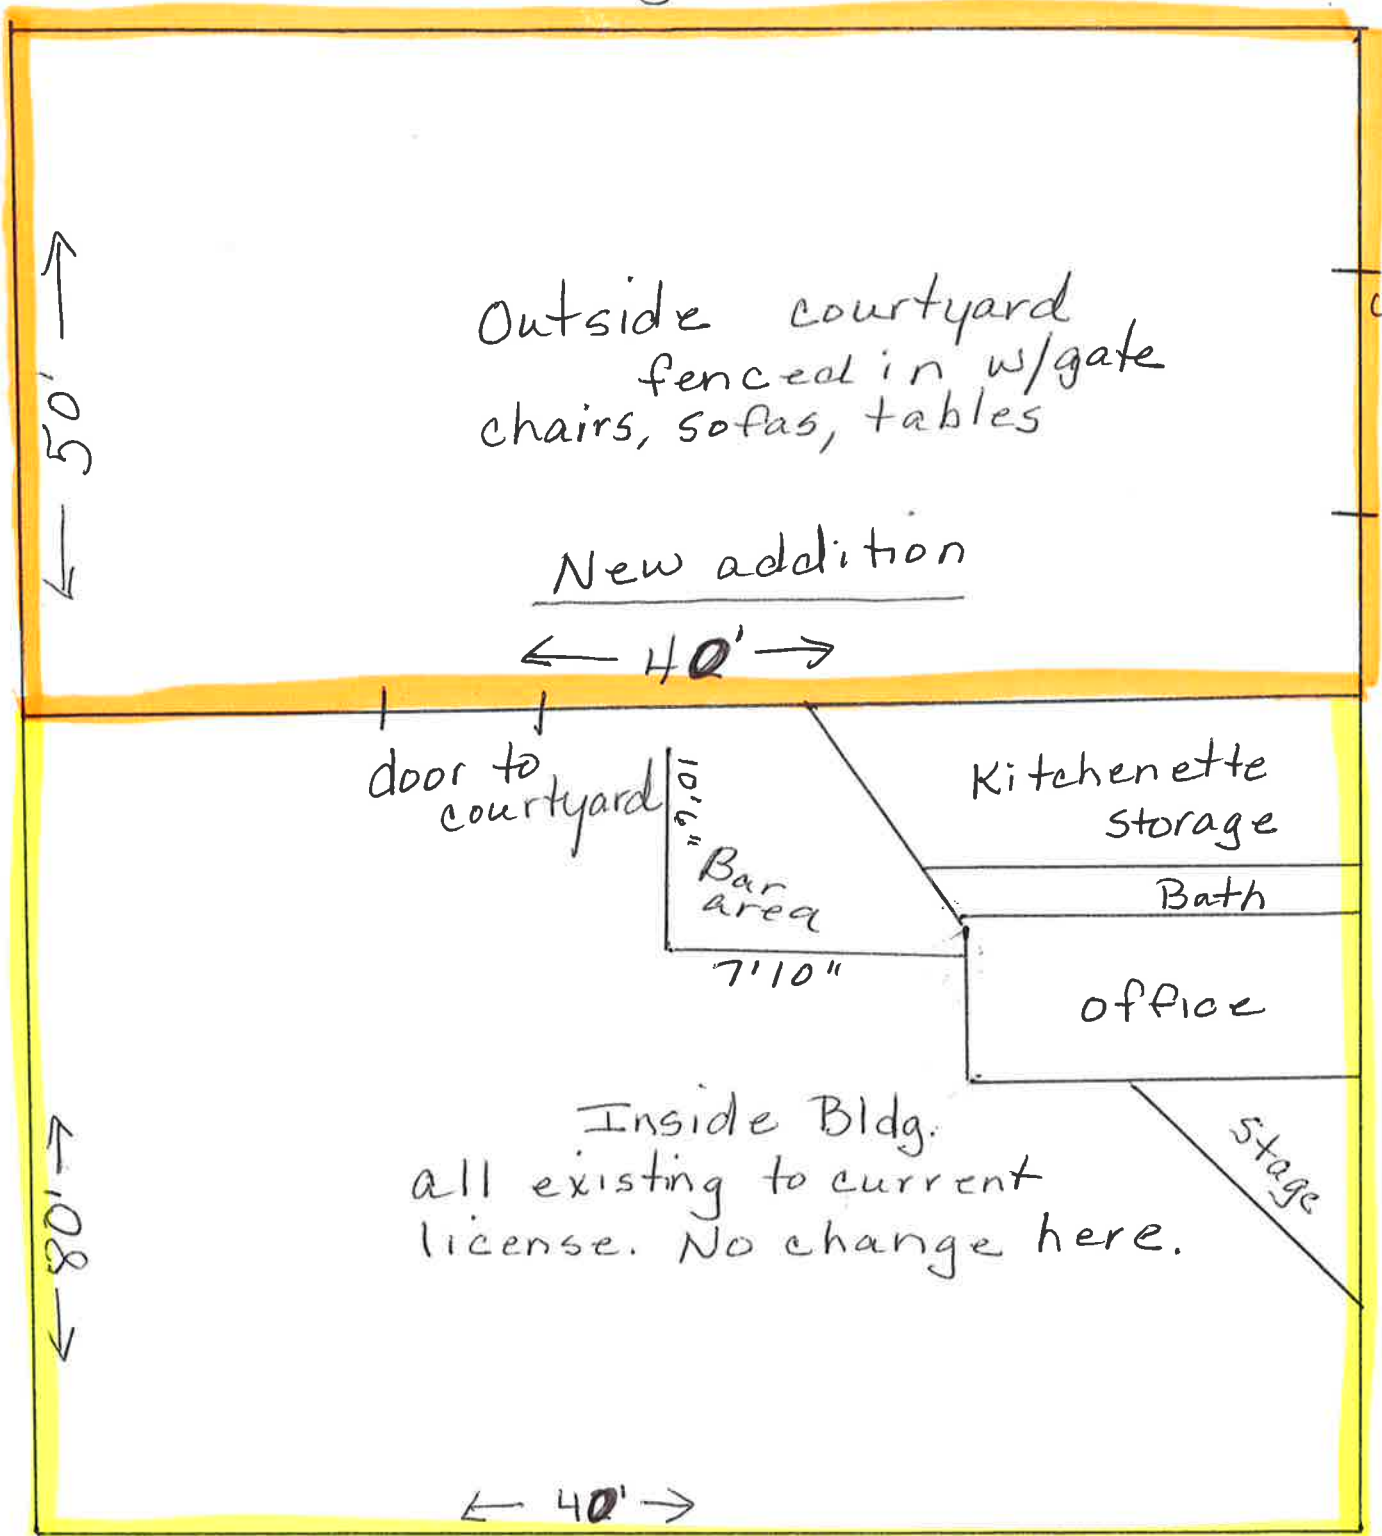 50'
Outside courtyard
fenced in w/gate
chairs, sofas, tables
New addition
40'
door to
courtyard
10'6"
Bar
area
7'10"
Kitchenette
storage
Bath
office
Stage
Inside Bldg.
all existing to current
license. No change here.
80'
40'